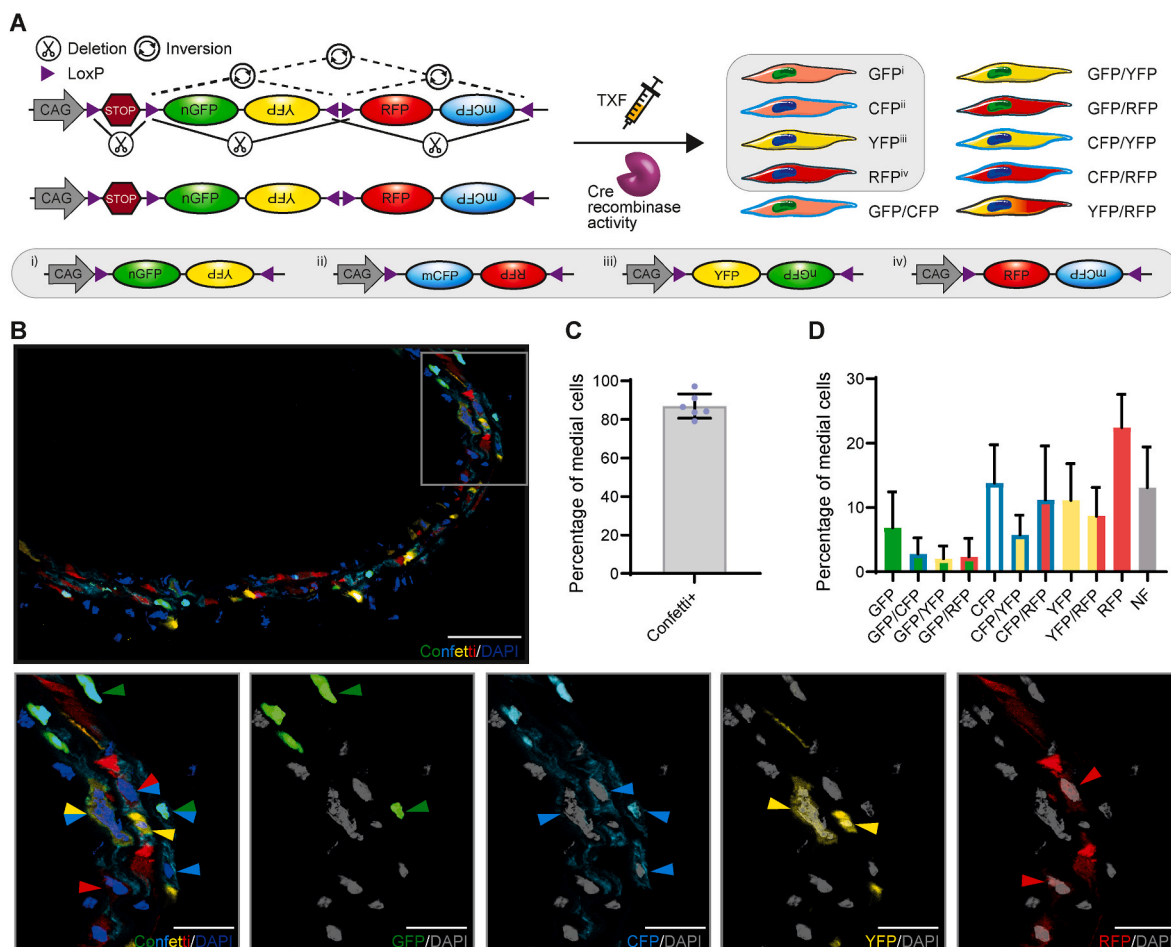 A
Deletion
Inversion
LoxP
CAG
STOP
nGFP
YFP
RFP
mCFP
CAG
STOP
nGFP
YFP
RFP
mCFP
TXF
Cre
recombinase
activity
GFPⁱ
CFPⁱⁱ
YFPⁱⁱⁱ
RFPⁱᵛ
GFP/CFP
GFP/YFP
GFP/RFP
CFP/YFP
CFP/RFP
YFP/RFP
i)
CAG
nGFP
YFP
ii)
CAG
mCFP
RFP
iii)
CAG
YFP
nGFP
iv)
CAG
RFP
mCFP
B
Confetti/DAPI
C
Percentage of medial cells
100
80
60
40
20
0
Confetti+
D
Percentage of medial cells
30
20
10
0
GFP
GFP/CFP
GFP/YFP
GFP/RFP
CFP
CFP/YFP
CFP/RFP
YFP
YFP/RFP
RFP
NF
Confetti/DAPI
GFP/DAPI
CFP/DAPI
YFP/DAPI
RFP/DAPI